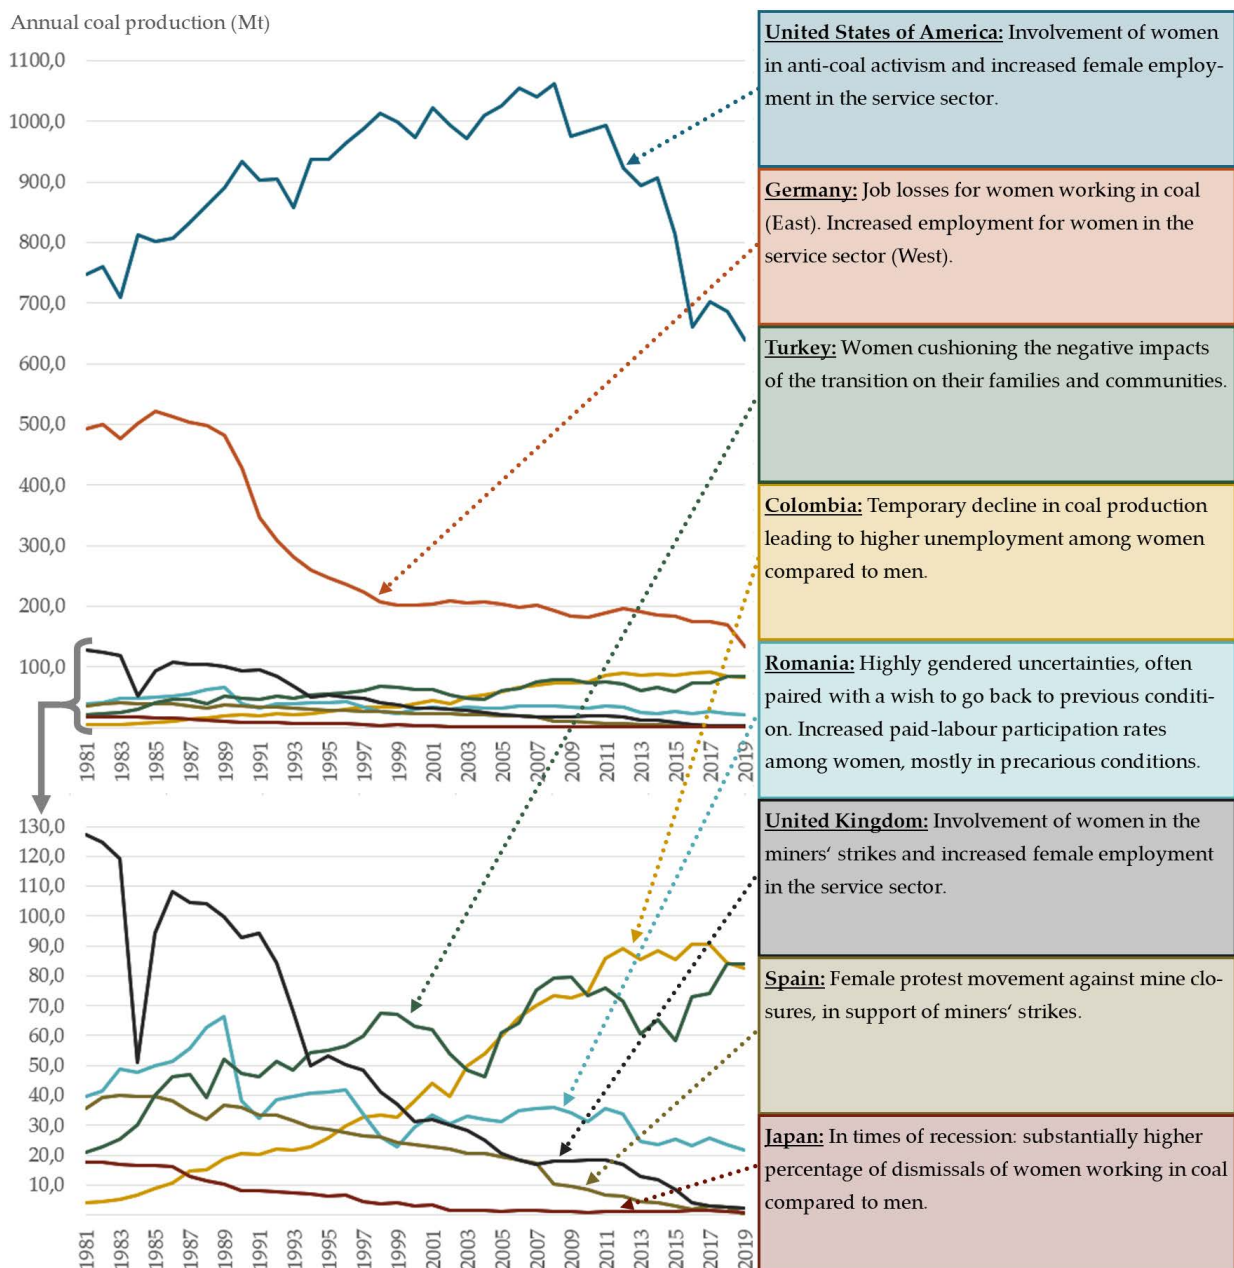 Annual coal production (Mt)
1100,0
1000,0
900,0
800,0
700,0
600,0
500,0
400,0
300,0
200,0
100,0
1981
1983
1985
1987
1989
1991
1993
1995
1997
1999
2001
2003
2005
2007
2009
2011
2013
2015
2017
2019
130,0
120,0
110,0
100,0
90,0
80,0
70,0
60,0
50,0
40,0
30,0
20,0
10,0
1981
1983
1985
1987
1989
1991
1993
1995
1997
1999
2001
2003
2005
2007
2009
2011
2013
2015
2017
2019
United States of America: Involvement of women
in anti-coal activism and increased female employ-
ment in the service sector.
Germany: Job losses for women working in coal
(East). Increased employment for women in the
service sector (West).
Turkey: Women cushioning the negative impacts
of the transition on their families and communities.
Colombia: Temporary decline in coal production
leading to higher unemployment among women
compared to men.
Romania: Highly gendered uncertainties, often
paired with a wish to go back to previous conditi-
on. Increased paid-labour participation rates
among women, mostly in precarious conditions.
United Kingdom: Involvement of women in the
miners‘ strikes and increased female employment
in the service sector.
Spain: Female protest movement against mine clo-
sures, in support of miners‘ strikes.
Japan: In times of recession: substantially higher
percentage of dismissals of women working in coal
compared to men.